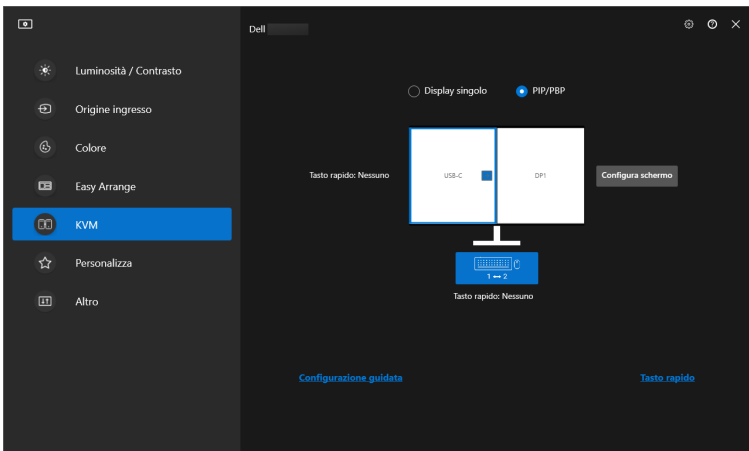 Dell
Luminosità / Contrasto
Origine ingresso
Colore
Easy Arrange
KVM
Personalizza
Altro
Display singolo
PIP/PBP
Tasto rapido: Nessuno
USB-C
DP1
Configura schermo
1 ↔ 2
Tasto rapido: Nessuno
Configurazione guidata
Tasto rapido